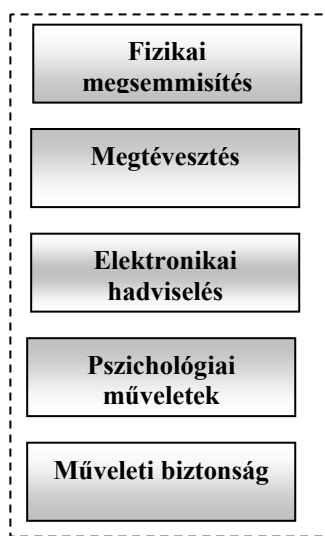 Fizikai
megsemmisítés
Megtévesztés
Elektronikai
hadviselés
Pszichológiai
műveletek
Műveleti biztonság